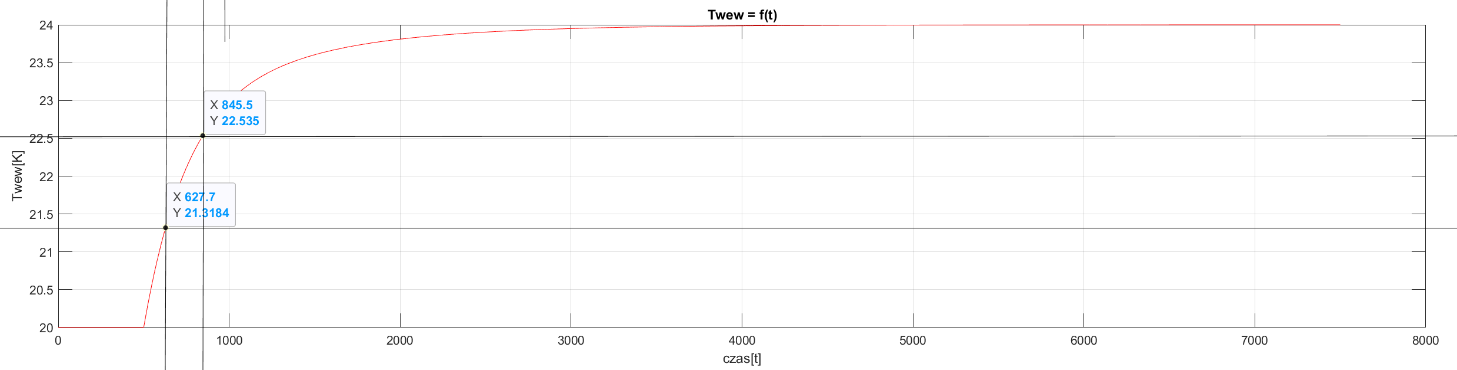 Twew = f(t)
24
23.5
23
22.5
22
21.5
21
20.5
20
Twew[K]
X 845.5
Y 22.535
X 627.7
Y 21.3184
0 1000 2000 3000 4000 5000 6000 7000 8000
czas[t]